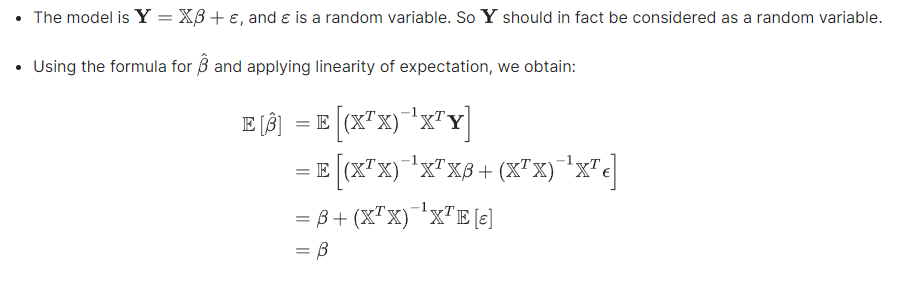 • The model is 𝐘 = 𝕏β + ε, and ε is a random variable. So 𝐘 should in fact be considered as a random variable.
• Using the formula for β̂ and applying linearity of expectation, we obtain:
𝔼 [β̂] = 𝔼 [(𝕏ᵀ𝕏)⁻¹𝕏ᵀ𝐘]
= 𝔼 [(𝕏ᵀ𝕏)⁻¹𝕏ᵀ𝕏β + (𝕏ᵀ𝕏)⁻¹𝕏ᵀϵ]
= β + (𝕏ᵀ𝕏)⁻¹𝕏ᵀ𝔼 [ε]
= β